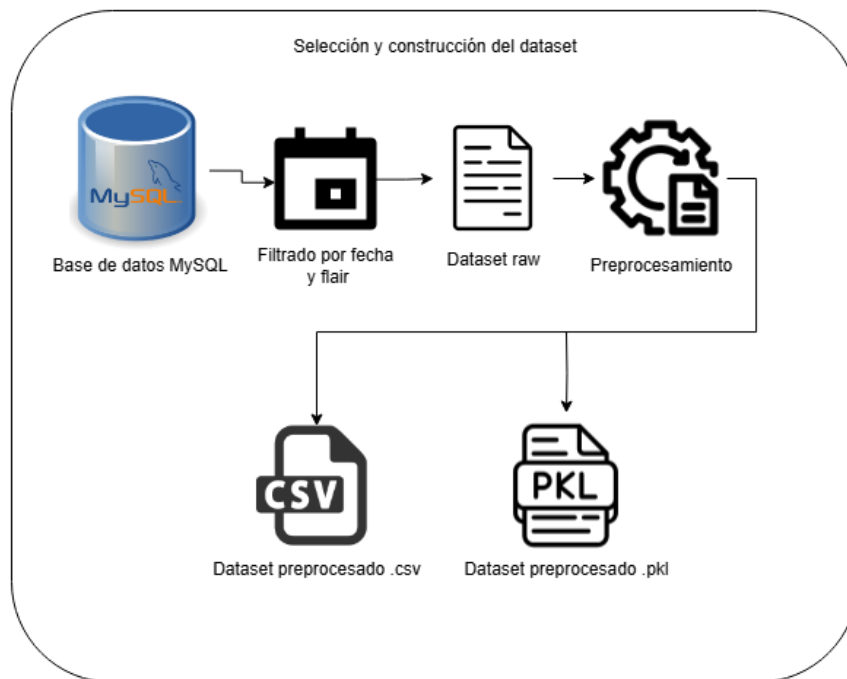 Selección y construcción del dataset
MySQL
Base de datos MySQL
Filtrado por fecha
y flair
Dataset raw
Preprocesamiento
CSV
PKL
Dataset preprocesado .csv
Dataset preprocesado .pkl